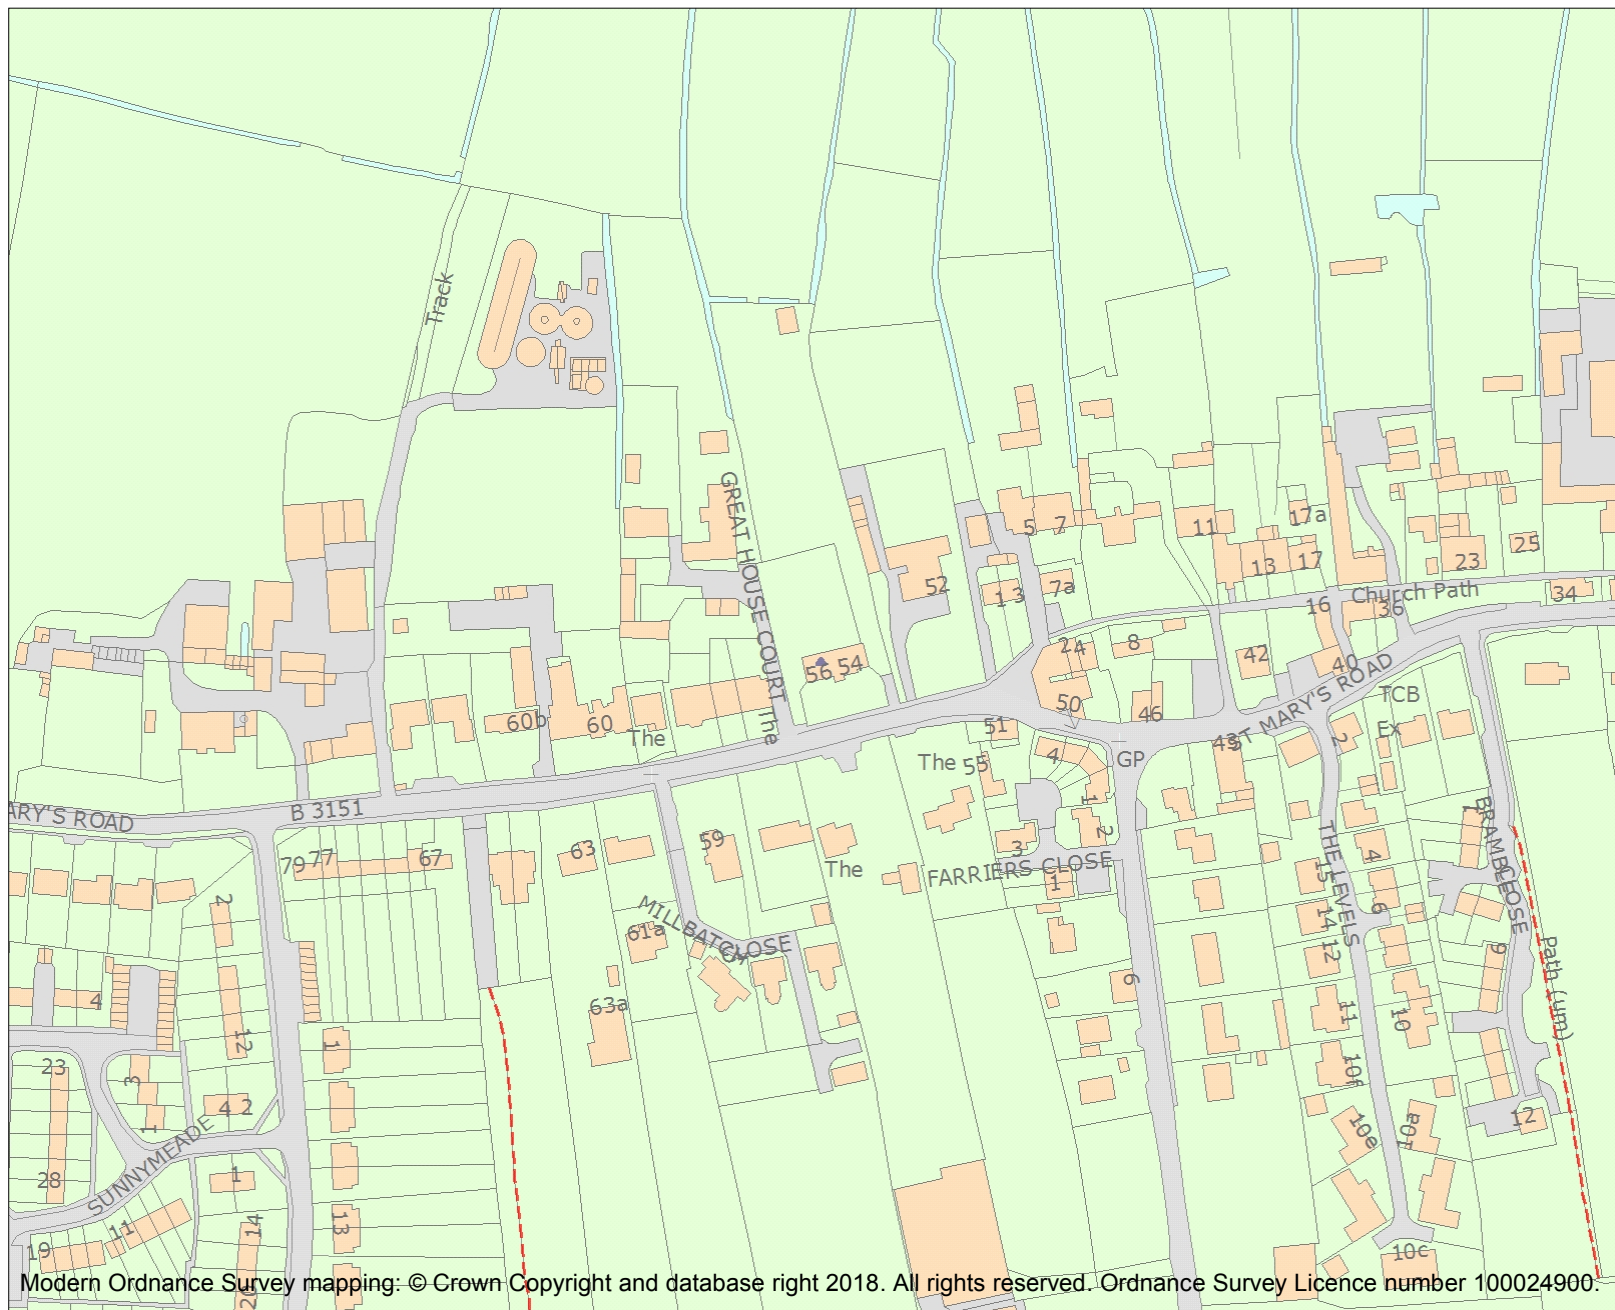 Track
GREAT HOUSE COURT
The
5
7
11
17a
13
17
23
25
52
1
3
7a
Church Path
16
36
34
24
8
42
40
56
54
50
46
TCB
60b
60
The
51
43
ST MARY'S ROAD
2
Ex
The
55
4
GP
ARY'S ROAD
B 3151
1
2
2
BRAMBLE
CLOSE
79
77
67
63
59
The
3
FARRIERS CLOSE
1
THE LEVELS
15
4
2
MILLBATCH
CLOSE
61a
14
6
12
9
Path (um)
4
63a
6
11
10
12
1
23
3
10f
4
2
1
10e
10a
12
SUNNYMEADE
28
1
11
14
13
19
10c
20
Modern Ordnance Survey mapping: © Crown Copyright and database right 2018. All rights reserved. Ordnance Survey Licence number 100024900.